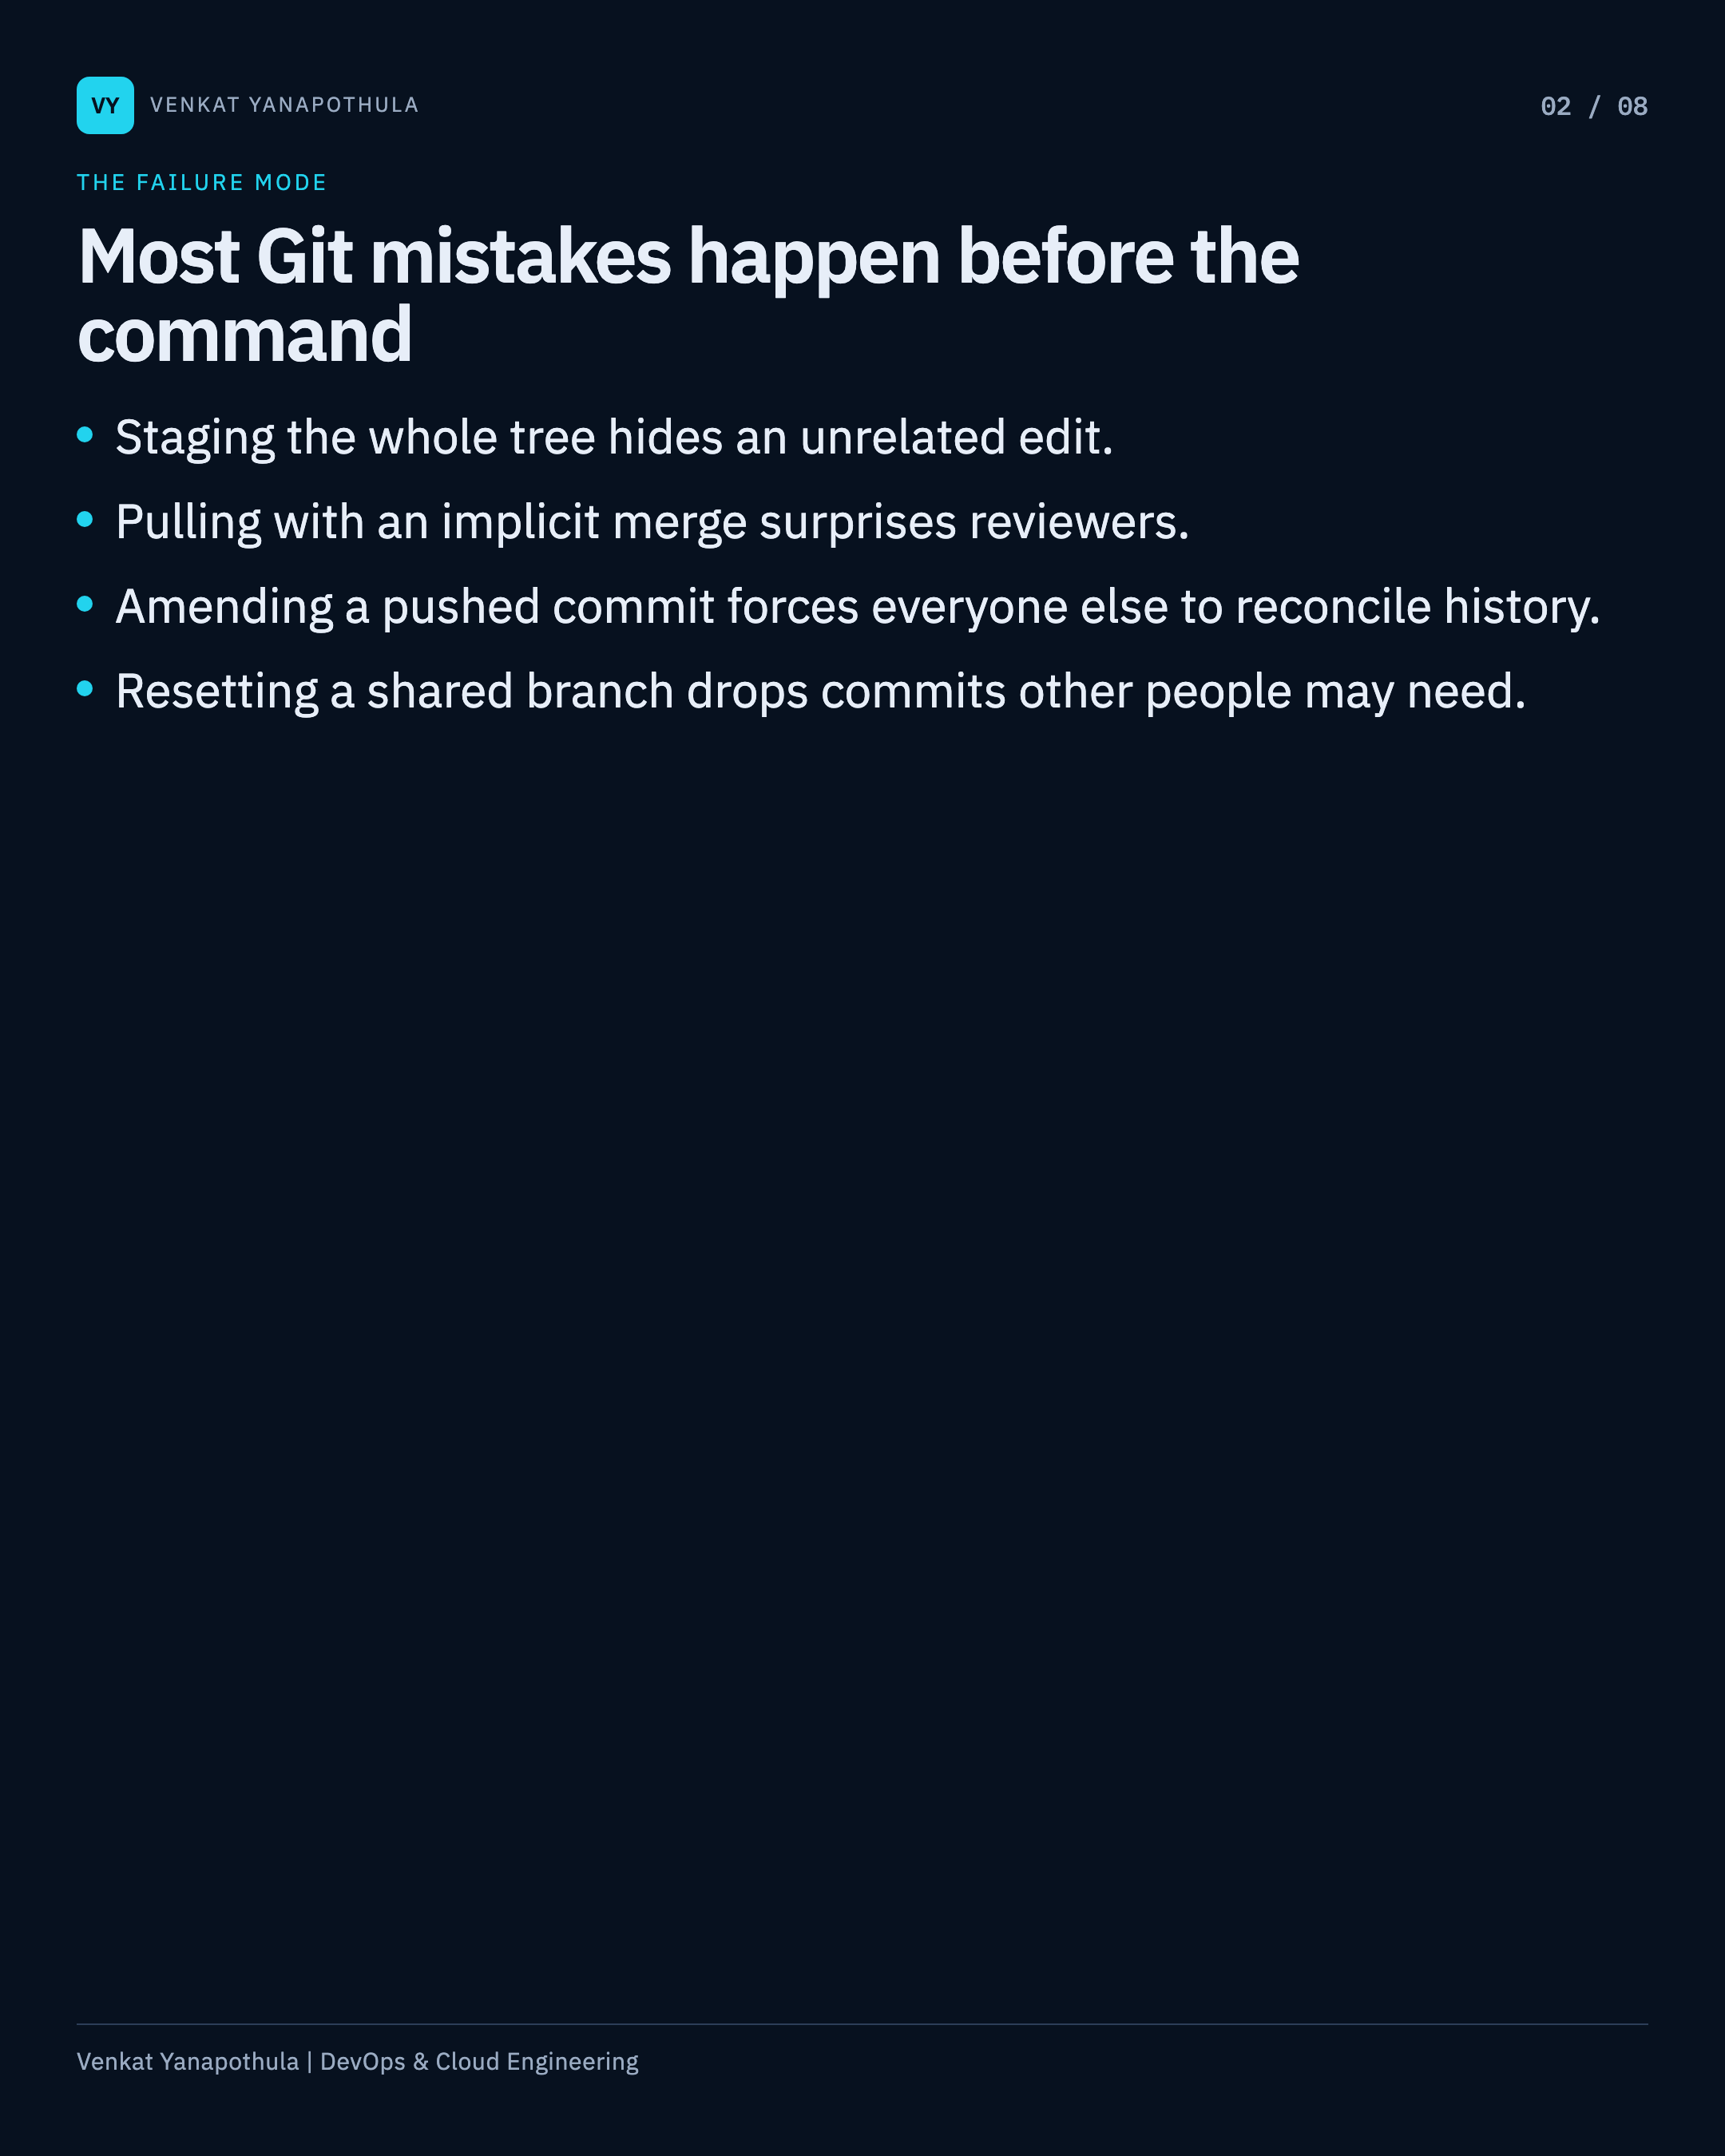 VY VENKAT YANAPOTHULA
02 / 08
THE FAILURE MODE
Most Git mistakes happen before the
command
Staging the whole tree hides an unrelated edit.
Pulling with an implicit merge surprises reviewers.
Amending a pushed commit forces everyone else to reconcile history.
Resetting a shared branch drops commits other people may need.
Venkat Yanapothula | DevOps & Cloud Engineering